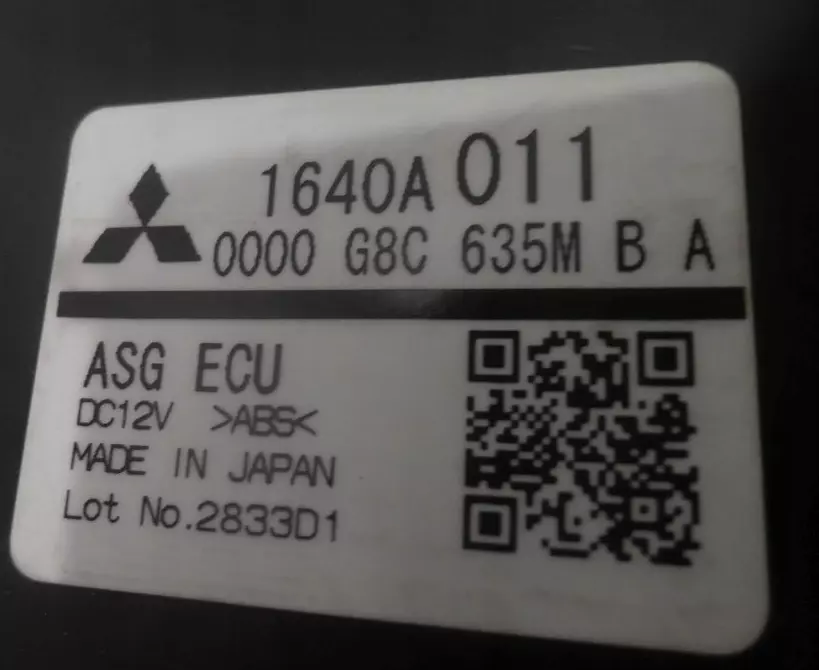 1640A 011
0000 G8C 635M B A
ASG ECU
DC12V >ABS<
MADE IN JAPAN
Lot No.2833D1